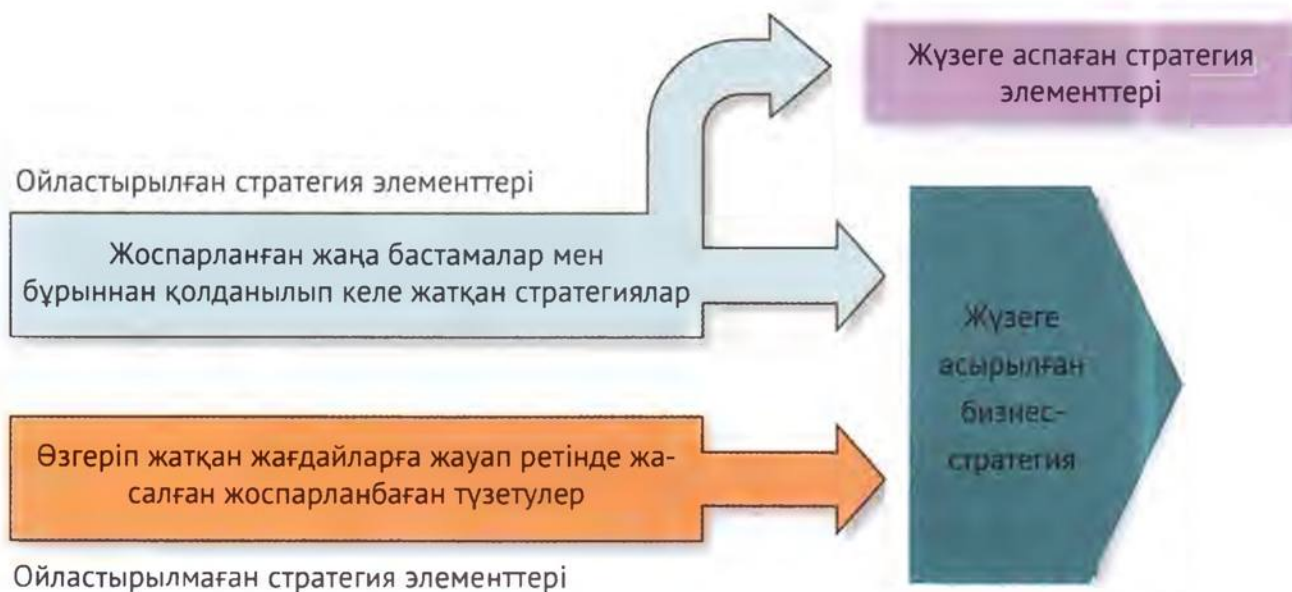 Жүзеге аспаған стратегия
элементтері
Ойластырылған стратегия элементтері
Жоспарланған жаңа бастамалар мен
бұрыннан қолданылып келе жатқан стратегиялар
Жүзеге
асырылған
бизнес-
стратегия
Өзгеріп жатқан жағдайларға жауап ретінде жа-
салған жоспарланбаған түзетулер
Ойластырылмаған стратегия элементтері